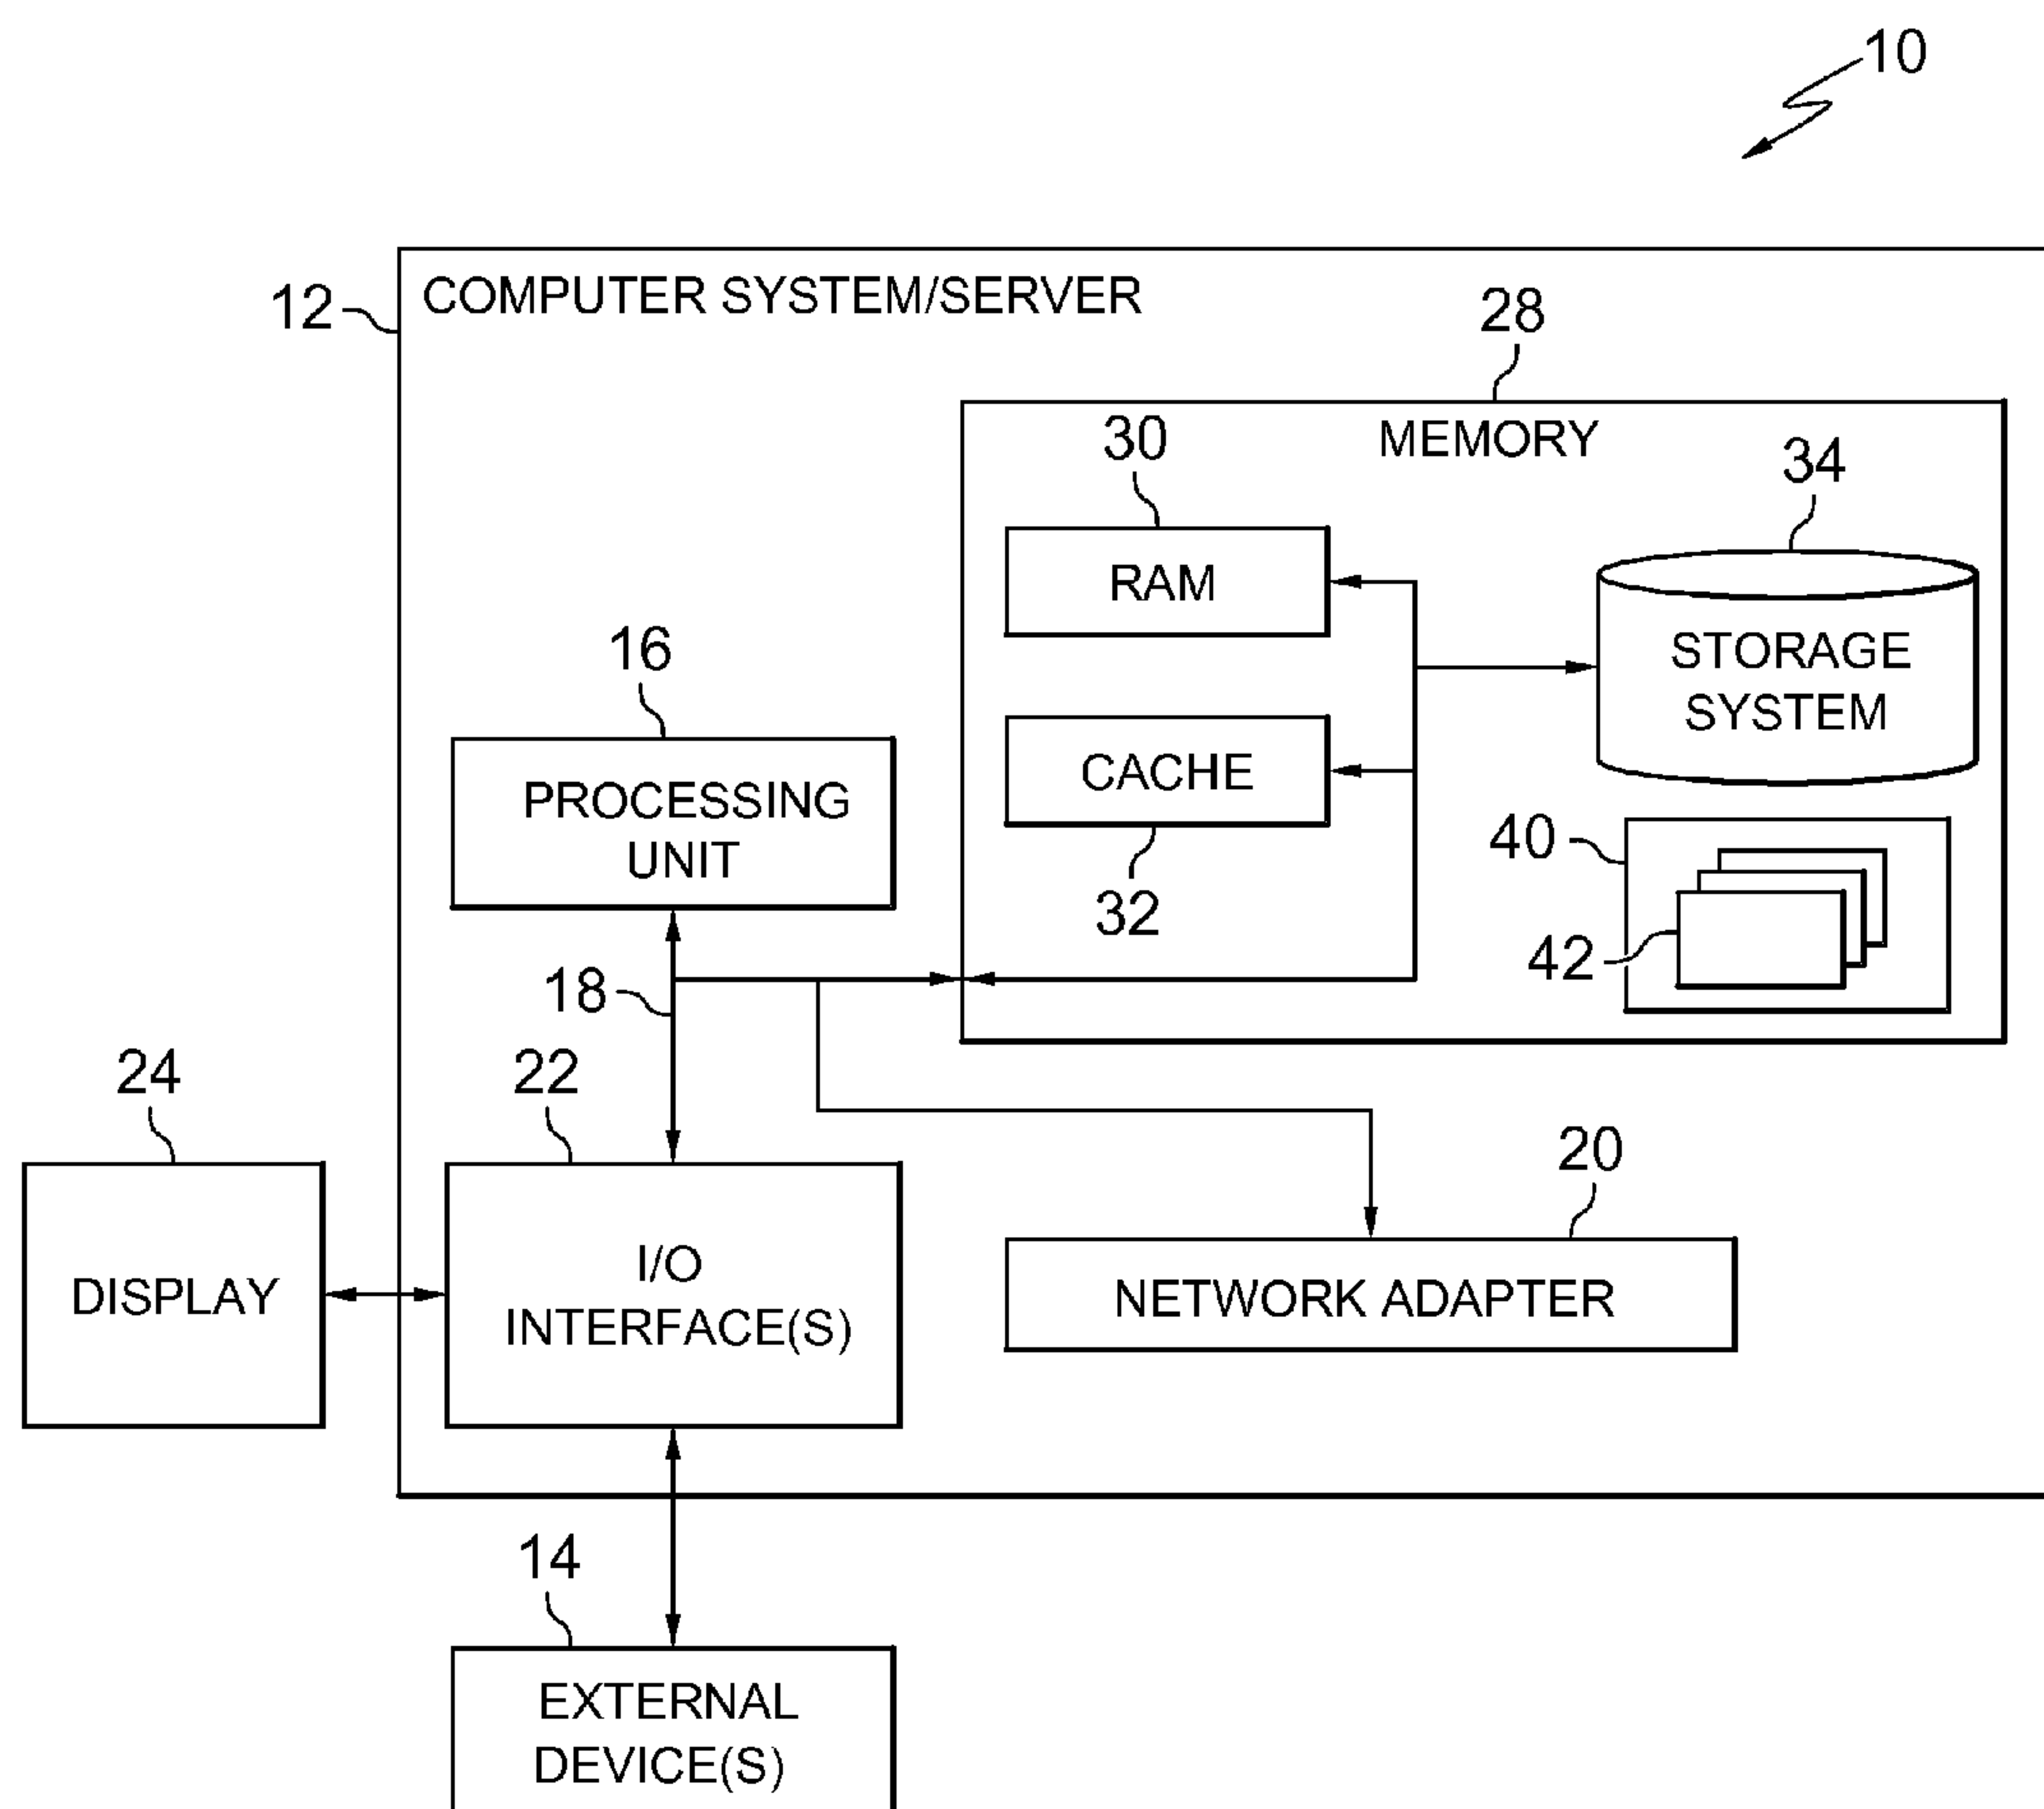 10
12
COMPUTER SYSTEM/SERVER
28
MEMORY
30
34
RAM
STORAGE
SYSTEM
16
PROCESSING
UNIT
CACHE
32
40
42
18
24
22
20
DISPLAY
I/O
INTERFACE(S)
NETWORK ADAPTER
14
EXTERNAL
DEVICE(S)